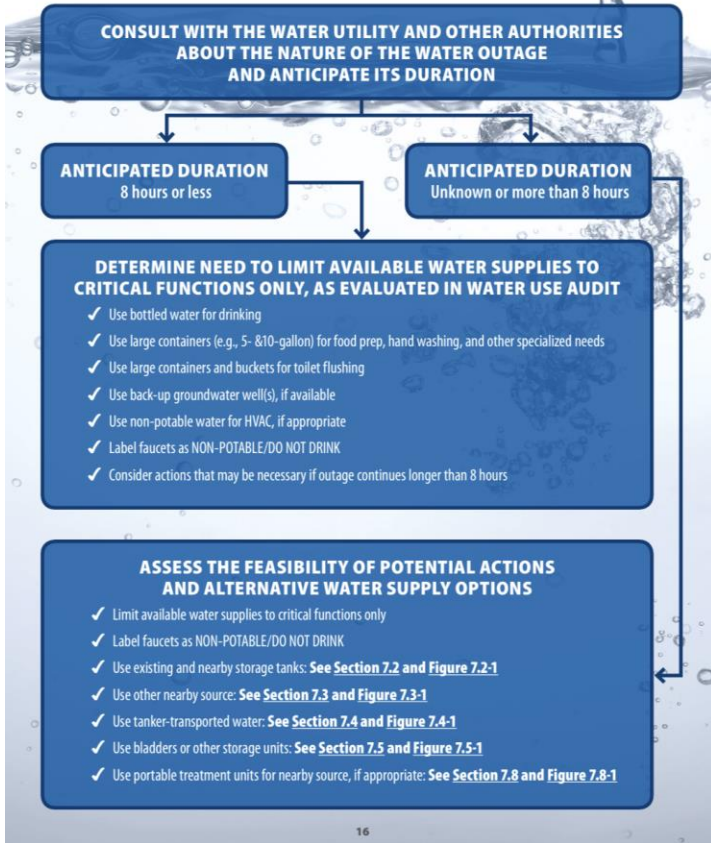 CONSULT WITH THE WATER UTILITY AND OTHER AUTHORITIES
ABOUT THE NATURE OF THE WATER OUTAGE
AND ANTICIPATE ITS DURATION
ANTICIPATED DURATION
8 hours or less
ANTICIPATED DURATION
Unknown or more than 8 hours
DETERMINE NEED TO LIMIT AVAILABLE WATER SUPPLIES TO
CRITICAL FUNCTIONS ONLY, AS EVALUATED IN WATER USE AUDIT
✓ Use bottled water for drinking
✓ Use large containers (e.g., 5- &10-gallon) for food prep, hand washing, and other specialized needs
✓ Use large containers and buckets for toilet flushing
✓ Use back-up groundwater well(s), if available
✓ Use non-potable water for HVAC, if appropriate
✓ Label faucets as NON-POTABLE/DO NOT DRINK
✓ Consider actions that may be necessary if outage continues longer than 8 hours
ASSESS THE FEASIBILITY OF POTENTIAL ACTIONS
AND ALTERNATIVE WATER SUPPLY OPTIONS
✓ Limit available water supplies to critical functions only
✓ Label faucets as NON-POTABLE/DO NOT DRINK
✓ Use existing and nearby storage tanks: See Section 7.2 and Figure 7.2-1
✓ Use other nearby source: See Section 7.3 and Figure 7.3-1
✓ Use tanker-transported water: See Section 7.4 and Figure 7.4-1
✓ Use bladders or other storage units: See Section 7.5 and Figure 7.5-1
✓ Use portable treatment units for nearby source, if appropriate: See Section 7.8 and Figure 7.8-1
16